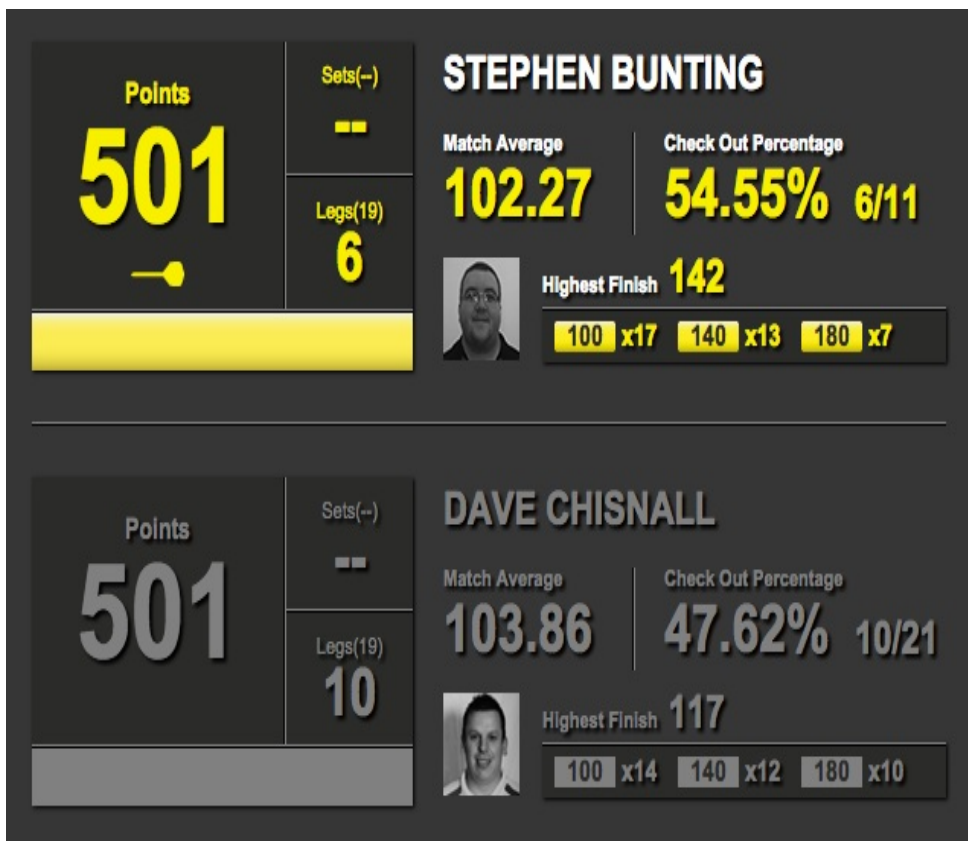 Points
501
Sets(--)
--
Legs(19)
6
STEPHEN BUNTING
Match Average
102.27
Check Out Percentage
54.55% 6/11
Highest Finish 142
100 x17 140 x13 180 x7
Points
501
Sets(--)
--
Legs(19)
10
DAVE CHISNALL
Match Average
103.86
Check Out Percentage
47.62% 10/21
Highest Finish 117
100 x14 140 x12 180 x10